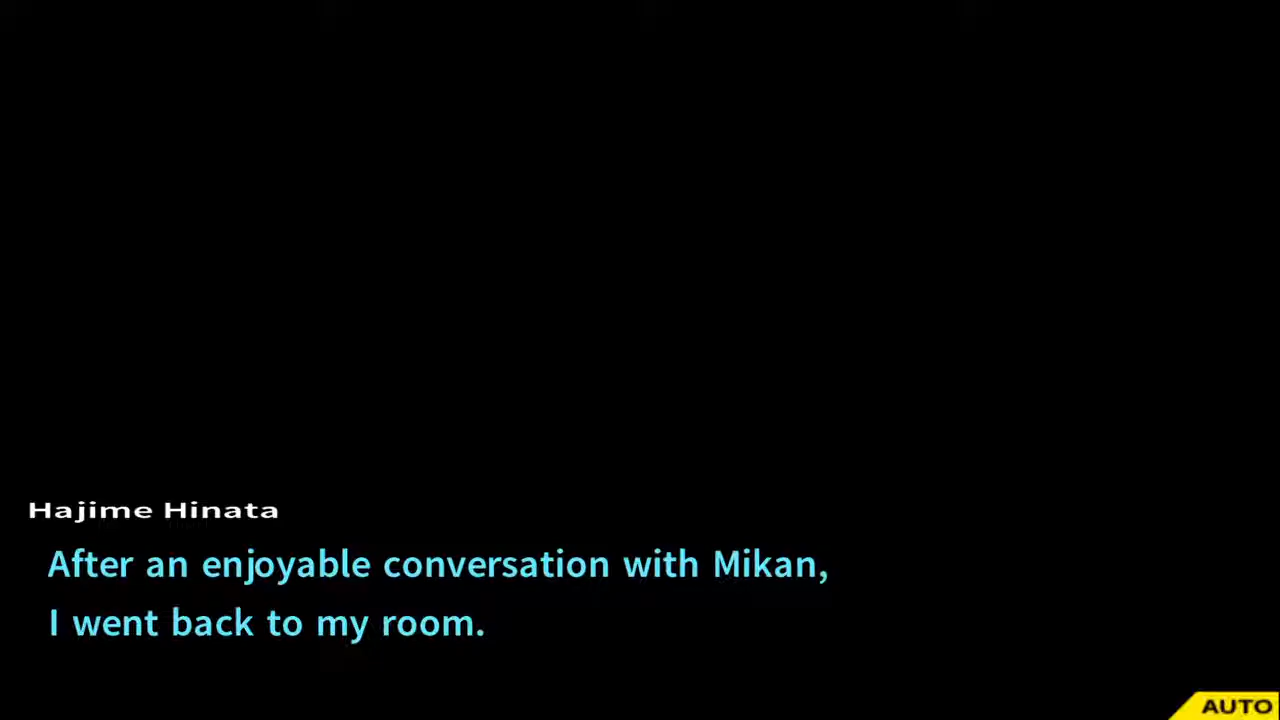 Hajime Hinata
After an enjoyable conversation with Mikan,
I went back to my room.
AUTO